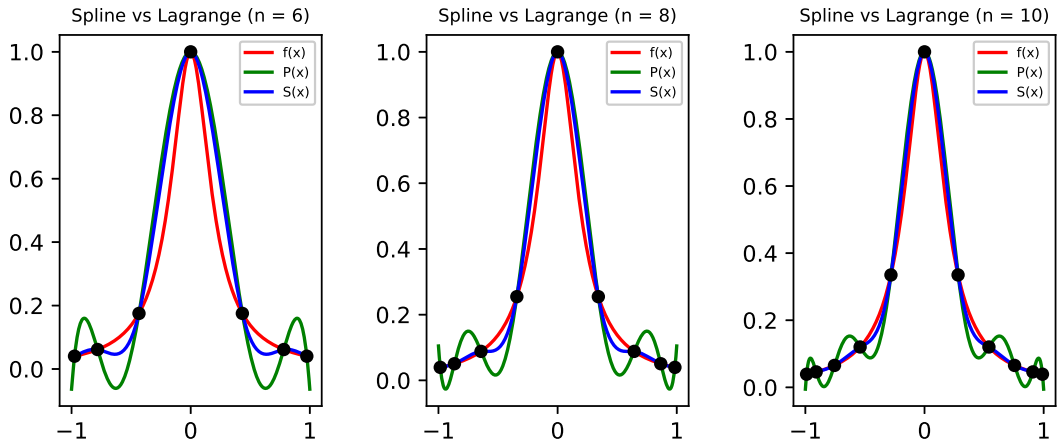 Spline vs Lagrange (n = 6)
1.0
0.8
0.6
0.4
0.2
0.0
−1
0
1
f(x)
P(x)
S(x)
Spline vs Lagrange (n = 8)
1.0
0.8
0.6
0.4
0.2
0.0
−1
0
1
f(x)
P(x)
S(x)
Spline vs Lagrange (n = 10)
1.0
0.8
0.6
0.4
0.2
0.0
−1
0
1
f(x)
P(x)
S(x)